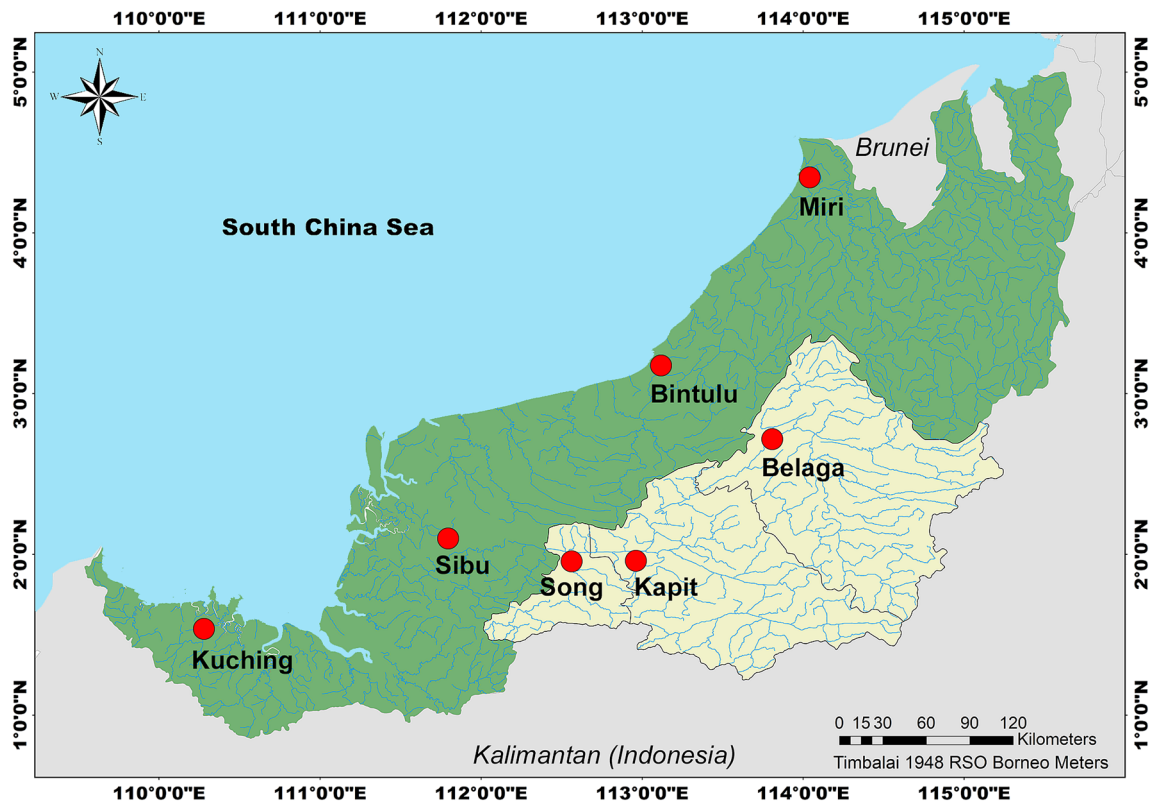 110°0'0"E 111°0'0"E 112°0'0"E 113°0'0"E 114°0'0"E 115°0'0"E
N
W E
S
5°0'0"N 5°0'0"N
Brunei
Miri
South China Sea
4°0'0"N 4°0'0"N
Bintulu
3°0'0"N 3°0'0"N
Belaga
Sibu
2°0'0"N 2°0'0"N
Song Kapit
Kuching
1°0'0"N 1°0'0"N
0 15 30 60 90 120
Kilometers
Kalimantan (Indonesia)
Timbalai 1948 RSO Borneo Meters
110°0'0"E 111°0'0"E 112°0'0"E 113°0'0"E 114°0'0"E 115°0'0"E